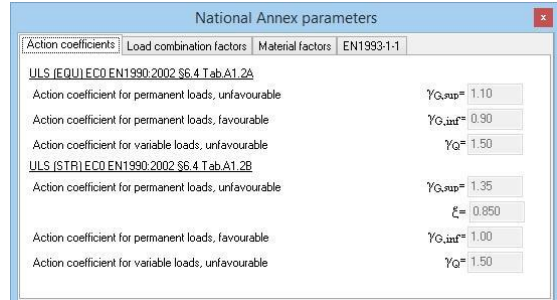 National Annex parameters
x
Action coefficients Load combination factors Material factors EN1993-1-1
ULS (EQU) EC0 EN1990:2002 §6.4 Tab.A1.2A
Action coefficient for permanent loads, unfavourable γG,sup= 1.10
Action coefficient for permanent loads, favourable γG,inf= 0.90
Action coefficient for variable loads, unfavourable γQ= 1.50
ULS (STR) EC0 EN1990:2002 §6.4 Tab.A1.2B
Action coefficient for permanent loads, unfavourable γG,sup= 1.35
ξ= 0.850
Action coefficient for permanent loads, favourable γG,inf= 1.00
Action coefficient for variable loads, unfavourable γQ= 1.50